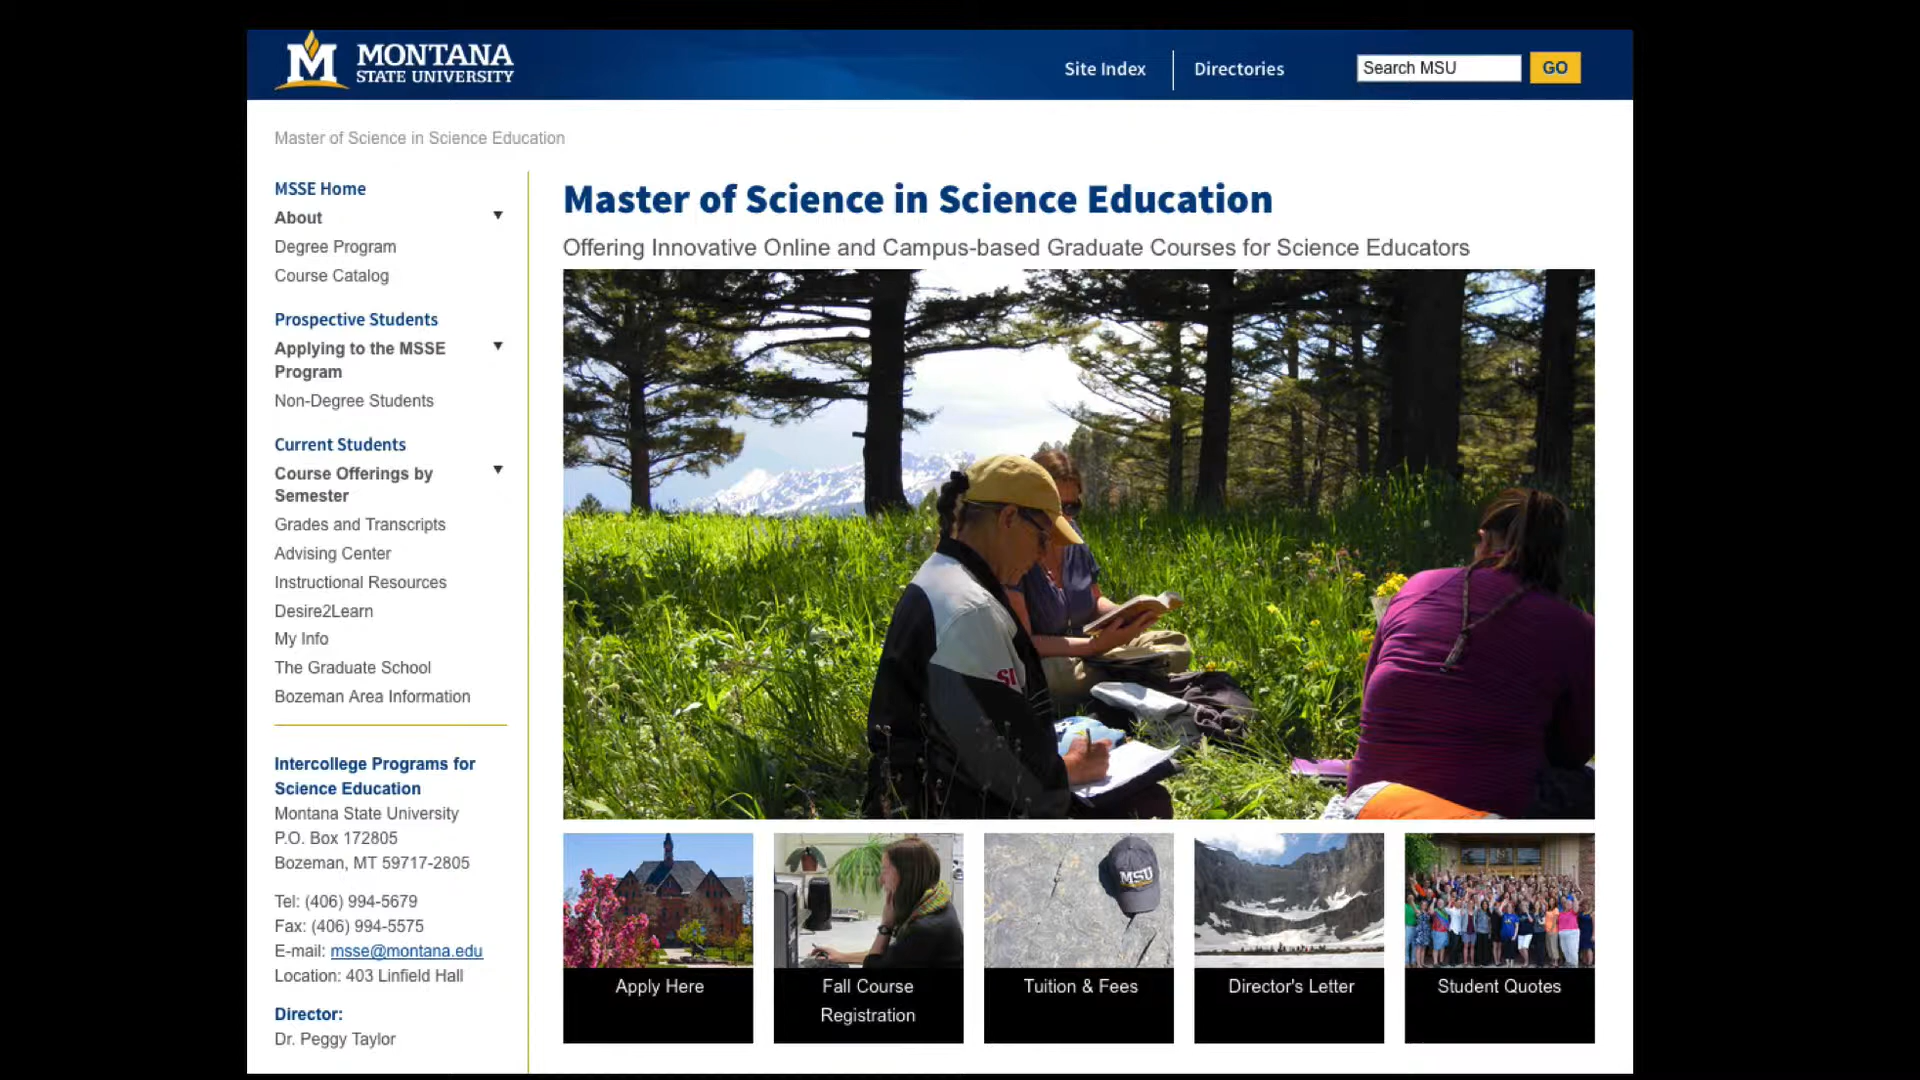 MONTANA
STATE UNIVERSITY
Site Index
Directories
Search MSU
GO
Master of Science in Science Education
MSSE Home
About
Degree Program
Course Catalog
Prospective Students
Applying to the MSSE
Program
Non-Degree Students
Current Students
Course Offerings by
Semester
Grades and Transcripts
Advising Center
Instructional Resources
Desire2Learn
My Info
The Graduate School
Bozeman Area Information
Intercollege Programs for
Science Education
Montana State University
P.O. Box 172805
Bozeman, MT 59717-2805
Tel: (406) 994-5679
Fax: (406) 994-5575
E-mail: msse@montana.edu
Location: 403 Linfield Hall
Director:
Dr. Peggy Taylor
Master of Science in Science Education
Offering Innovative Online and Campus-based Graduate Courses for Science Educators
MSU
Apply Here
Fall Course
Registration
Tuition & Fees
Director's Letter
Student Quotes